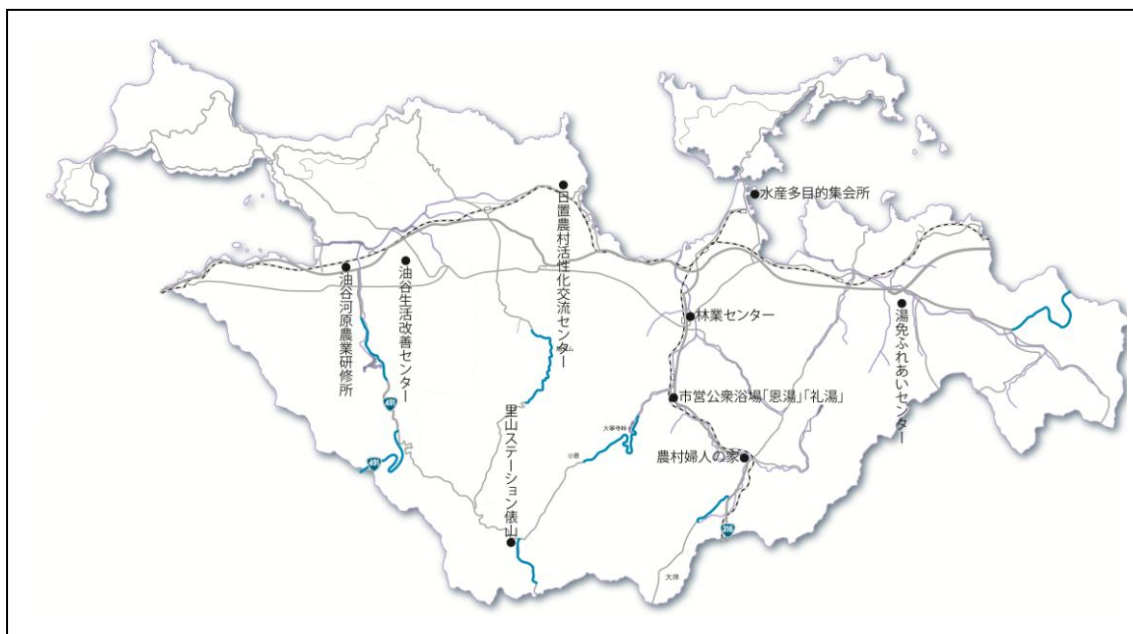 水産多目的集会所
日置農村活性化交流センター
油谷生活改善センター
油谷河原農業研修所
林業センター
湯免ふれあいセンター
市営公衆浴場「恩湯」「礼湯」
491
里山ステーション俵山
農村婦人の家
491
316